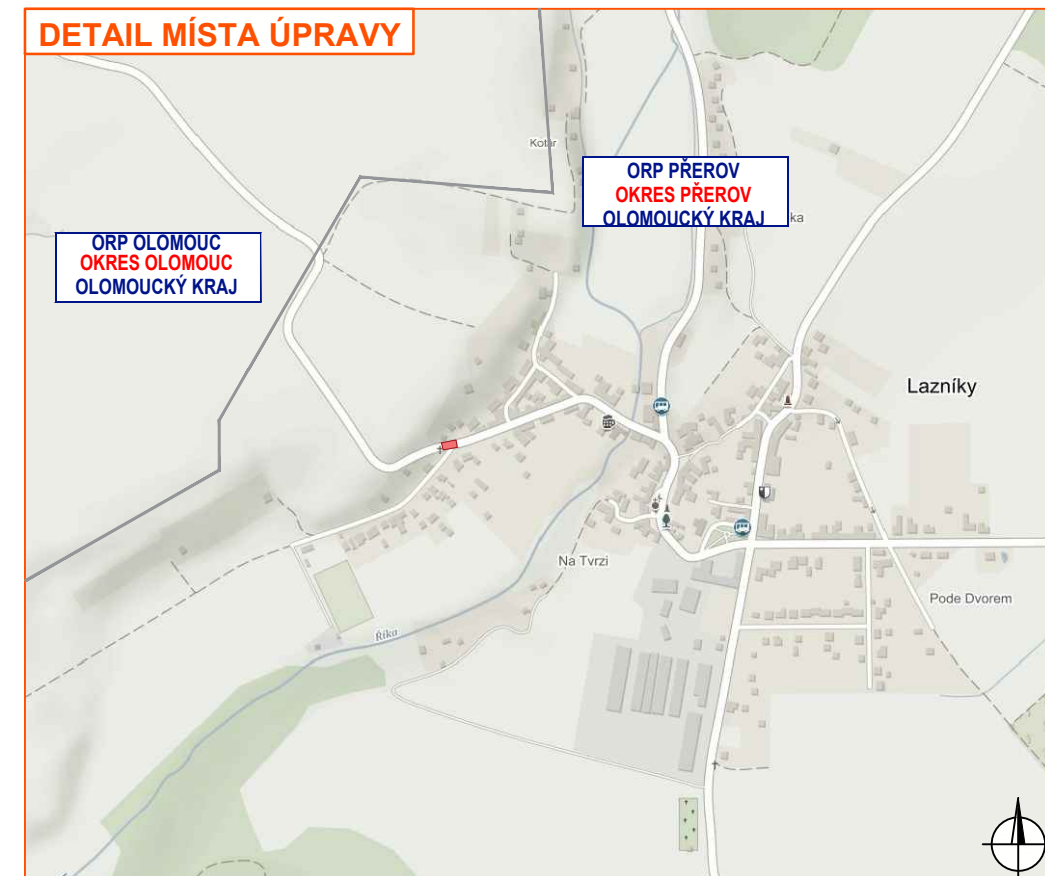 DETAIL MÍSTA ÚPRAVY
Kotár
ORP PŘEROV
OKRES PŘEROV
OLOMOUCKÝ KRAJ
ka
ORP OLOMOUC
OKRES OLOMOUC
OLOMOUCKÝ KRAJ
Lazníky
Na Tvrzi
Pode Dvorem
Říka